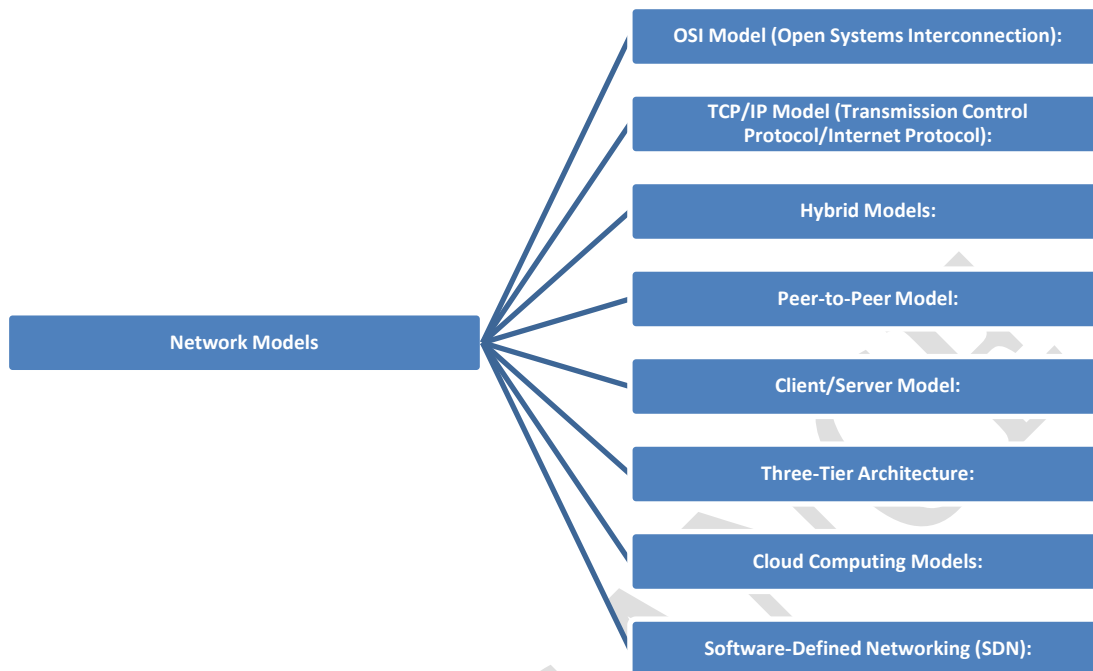 OSI Model (Open Systems Interconnection):
TCP/IP Model (Transmission Control
Protocol/Internet Protocol):
Hybrid Models:
Peer-to-Peer Model:
Network Models
Client/Server Model:
Three-Tier Architecture:
Cloud Computing Models:
Software-Defined Networking (SDN):